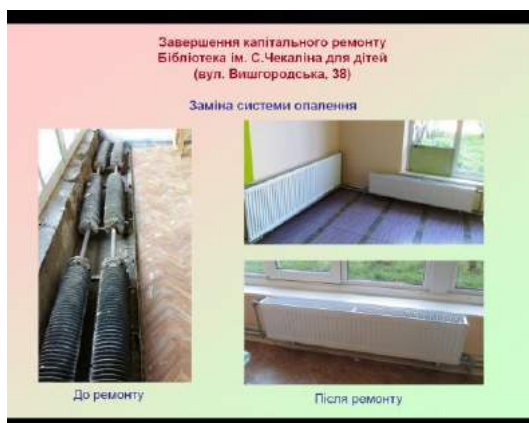 Завершення капітального ремонту
Бібліотека ім. С.Чекаліна для дітей
(вул. Вишгородська, 38)
Заміна системи опалення
До ремонту
Після ремонту